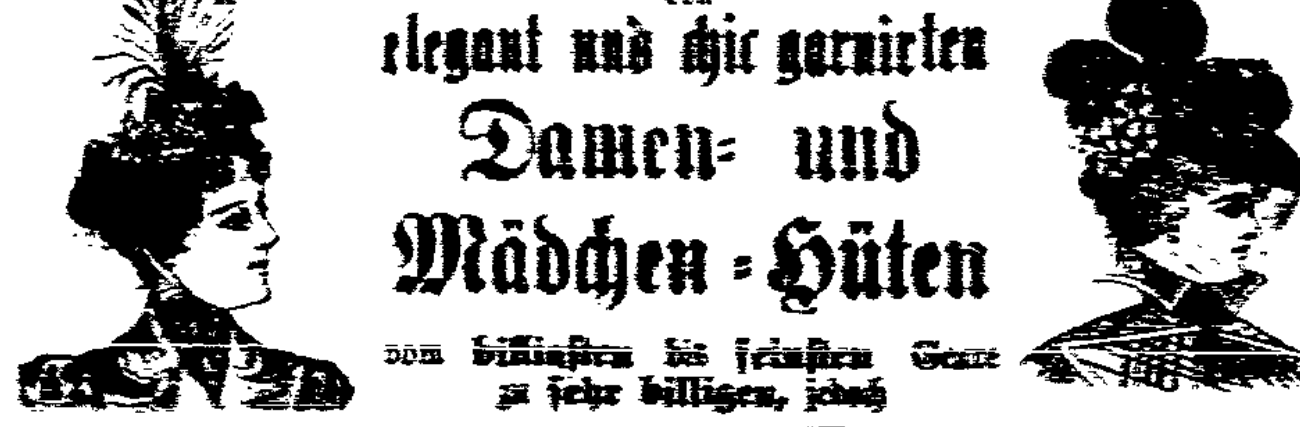 elegant und chic garnirten
Damen- und
Mädchen-Hüten
vom billigsten bis feinsten Genre
zu sehr billigen, jedoch